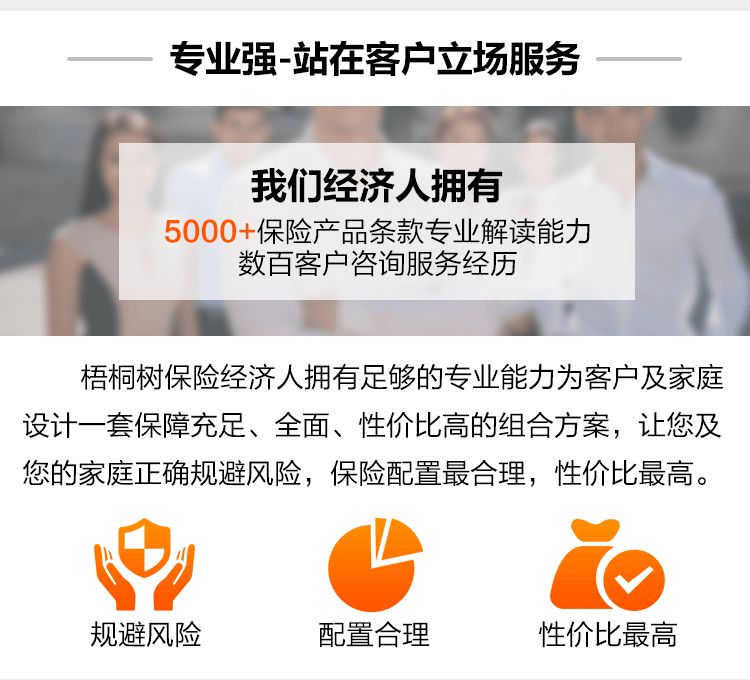 专业强-站在客户立场服务
我们经济人拥有
5000+保险产品条款专业解读能力
数百客户咨询服务经历
梧桐树保险经济人拥有足够的专业能力为客户及家庭
设计一套保障充足、全面、性价比高的组合方案，让您及
您的家庭正确规避风险，保险配置最合理，性价比最高。
规避风险
配置合理
性价比最高